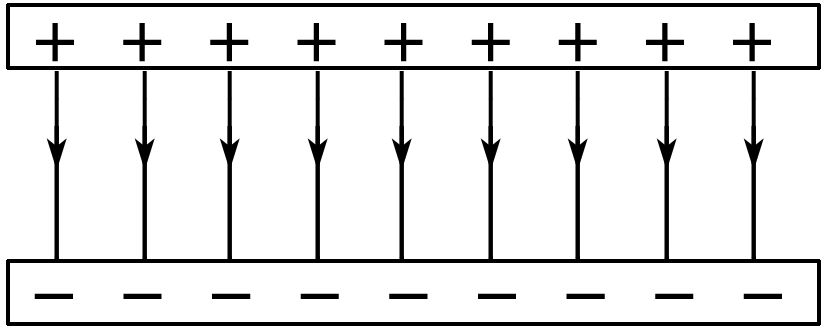 + + + + + + + + +
− − − − − − − − −